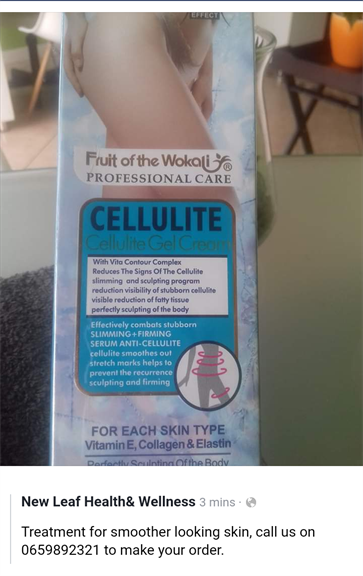 EFFECT
Fruit of the Wokali ®
PROFESSIONAL CARE
CELLULITE
Cellulite Gel Cream
With Vita Contour Complex
Reduces The Signs Of The Cellulite
slimming and sculpting program
reduction visibility of stubborn cellulite
visible reduction of fatty tissue
perfectly sculpting of the body
Effectively combats stubborn
SLIMMING+FIRMING
SERUM ANTI-CELLULITE
cellulite smoothes out
stretch marks helps to
prevent the recurrence
sculpting and firming
FOR EACH SKIN TYPE
Vitamin E, Collagen & Elastin
Perfectly Sculpting Of the Body
New Leaf Health& Wellness 3 mins ·
Treatment for smoother looking skin, call us on
0659892321 to make your order.